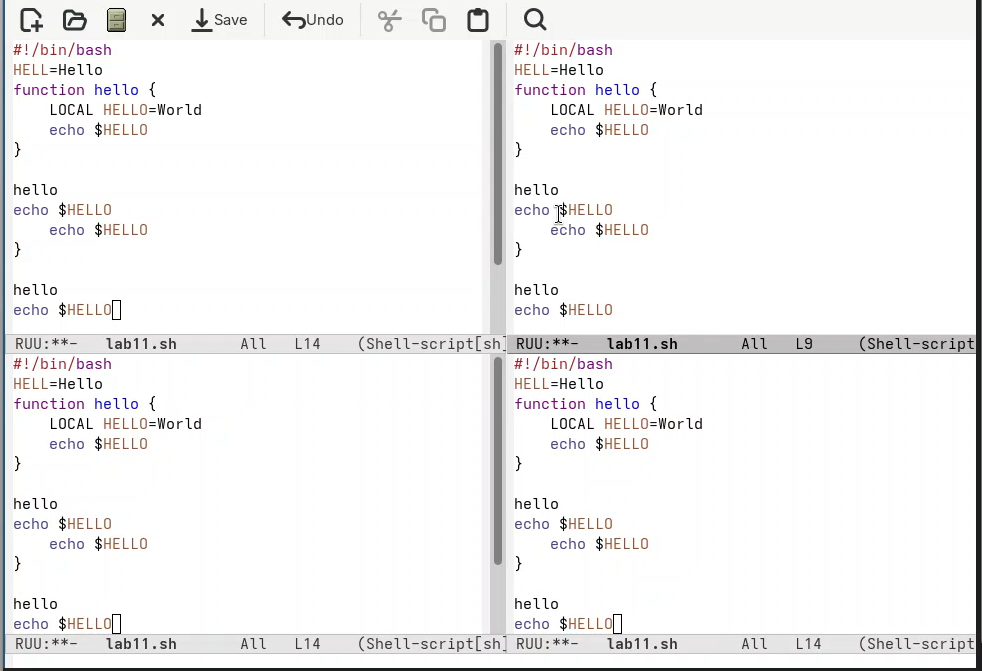 Save Undo
#!/bin/bash
HELL=Hello
function hello {
    LOCAL HELLO=World
    echo $HELLO
}
hello
echo $HELLO
    echo $HELLO
}
hello
echo $HELLO
RUU:**- lab11.sh All L14 (Shell-script[sh]
#!/bin/bash
HELL=Hello
function hello {
    LOCAL HELLO=World
    echo $HELLO
}
hello
echo $HELLO
    echo $HELLO
}
hello
echo $HELLO
RUU:**- lab11.sh All L9 (Shell-script
#!/bin/bash
HELL=Hello
function hello {
    LOCAL HELLO=World
    echo $HELLO
}
hello
echo $HELLO
    echo $HELLO
}
hello
echo $HELLO
RUU:**- lab11.sh All L14 (Shell-script[sh]
#!/bin/bash
HELL=Hello
function hello {
    LOCAL HELLO=World
    echo $HELLO
}
hello
echo $HELLO
    echo $HELLO
}
hello
echo $HELLO
RUU:**- lab11.sh All L14 (Shell-script